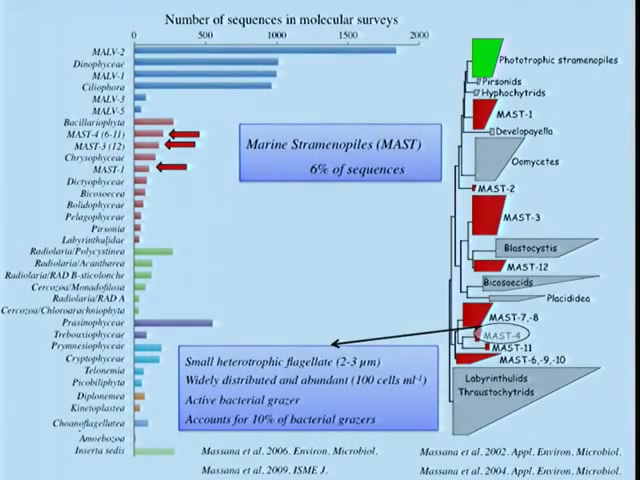 Number of sequences in molecular surveys
0 500 1000 1500 2000
MALV-2
Dinophyceae
MALV-1
Ciliophora
MALV-3
MALV-5
Bacillariophyta
MAST-4 (6-11)
MAST-3 (12)
Chrysophyceae
MAST-1
Dictyophyceae
Bicosoecea
Bolidophyceae
Pelagophyceae
Pirsonia
Labyrinthulidae
Radiolaria/Polycystinea
Radiolaria/Acantharea
Radiolaria/RAD B-sticolonche
Cercozoa/Monadofilosa
Radiolaria/RAD A
Cercozoa/Chloroarachniophyta
Prasinophyceae
Trebouxiophyceae
Prymnesiophyceae
Cryptophyceae
Telonemia
Picobiliphyta
Diplonemea
Kinetoplastea
Choanoflagellatea
Amoebozoa
Inserta sedis
Marine Stramenopiles (MAST)
6% of sequences
Phototrophic stramenopiles
Pirsonids
Hyphochytrids
MAST-1
Developayella
Oomycetes
MAST-2
MAST-3
Blastocystis
MAST-12
Bicosoecids
Placididea
MAST-7,-8
MAST-4
MAST-11
MAST-6,-9,-10
Labyrinthulids
Thraustochytrids
Small heterotrophic flagellate (2-3 µm)
Widely distributed and abundant (100 cells ml⁻¹)
Active bacterial grazer
Accounts for 10% of bacterial grazers
Massana et al. 2006. Environ. Microbiol.
Massana et al. 2009. ISME J.
Massana et al. 2002. Appl. Environ. Microbiol.
Massana et al. 2004. Appl. Environ. Microbiol.